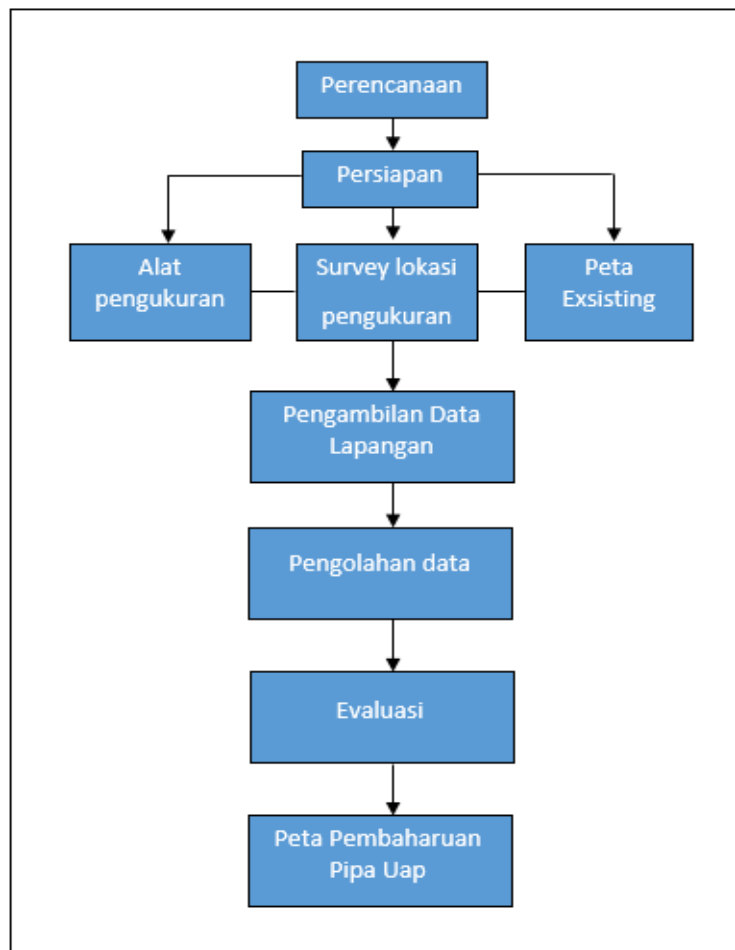 Perencanaan
Persiapan
Alat
pengukuran
Survey lokasi
pengukuran
Peta
Exsisting
Pengambilan Data
Lapangan
Pengolahan data
Evaluasi
Peta Pembaharuan
Pipa Uap